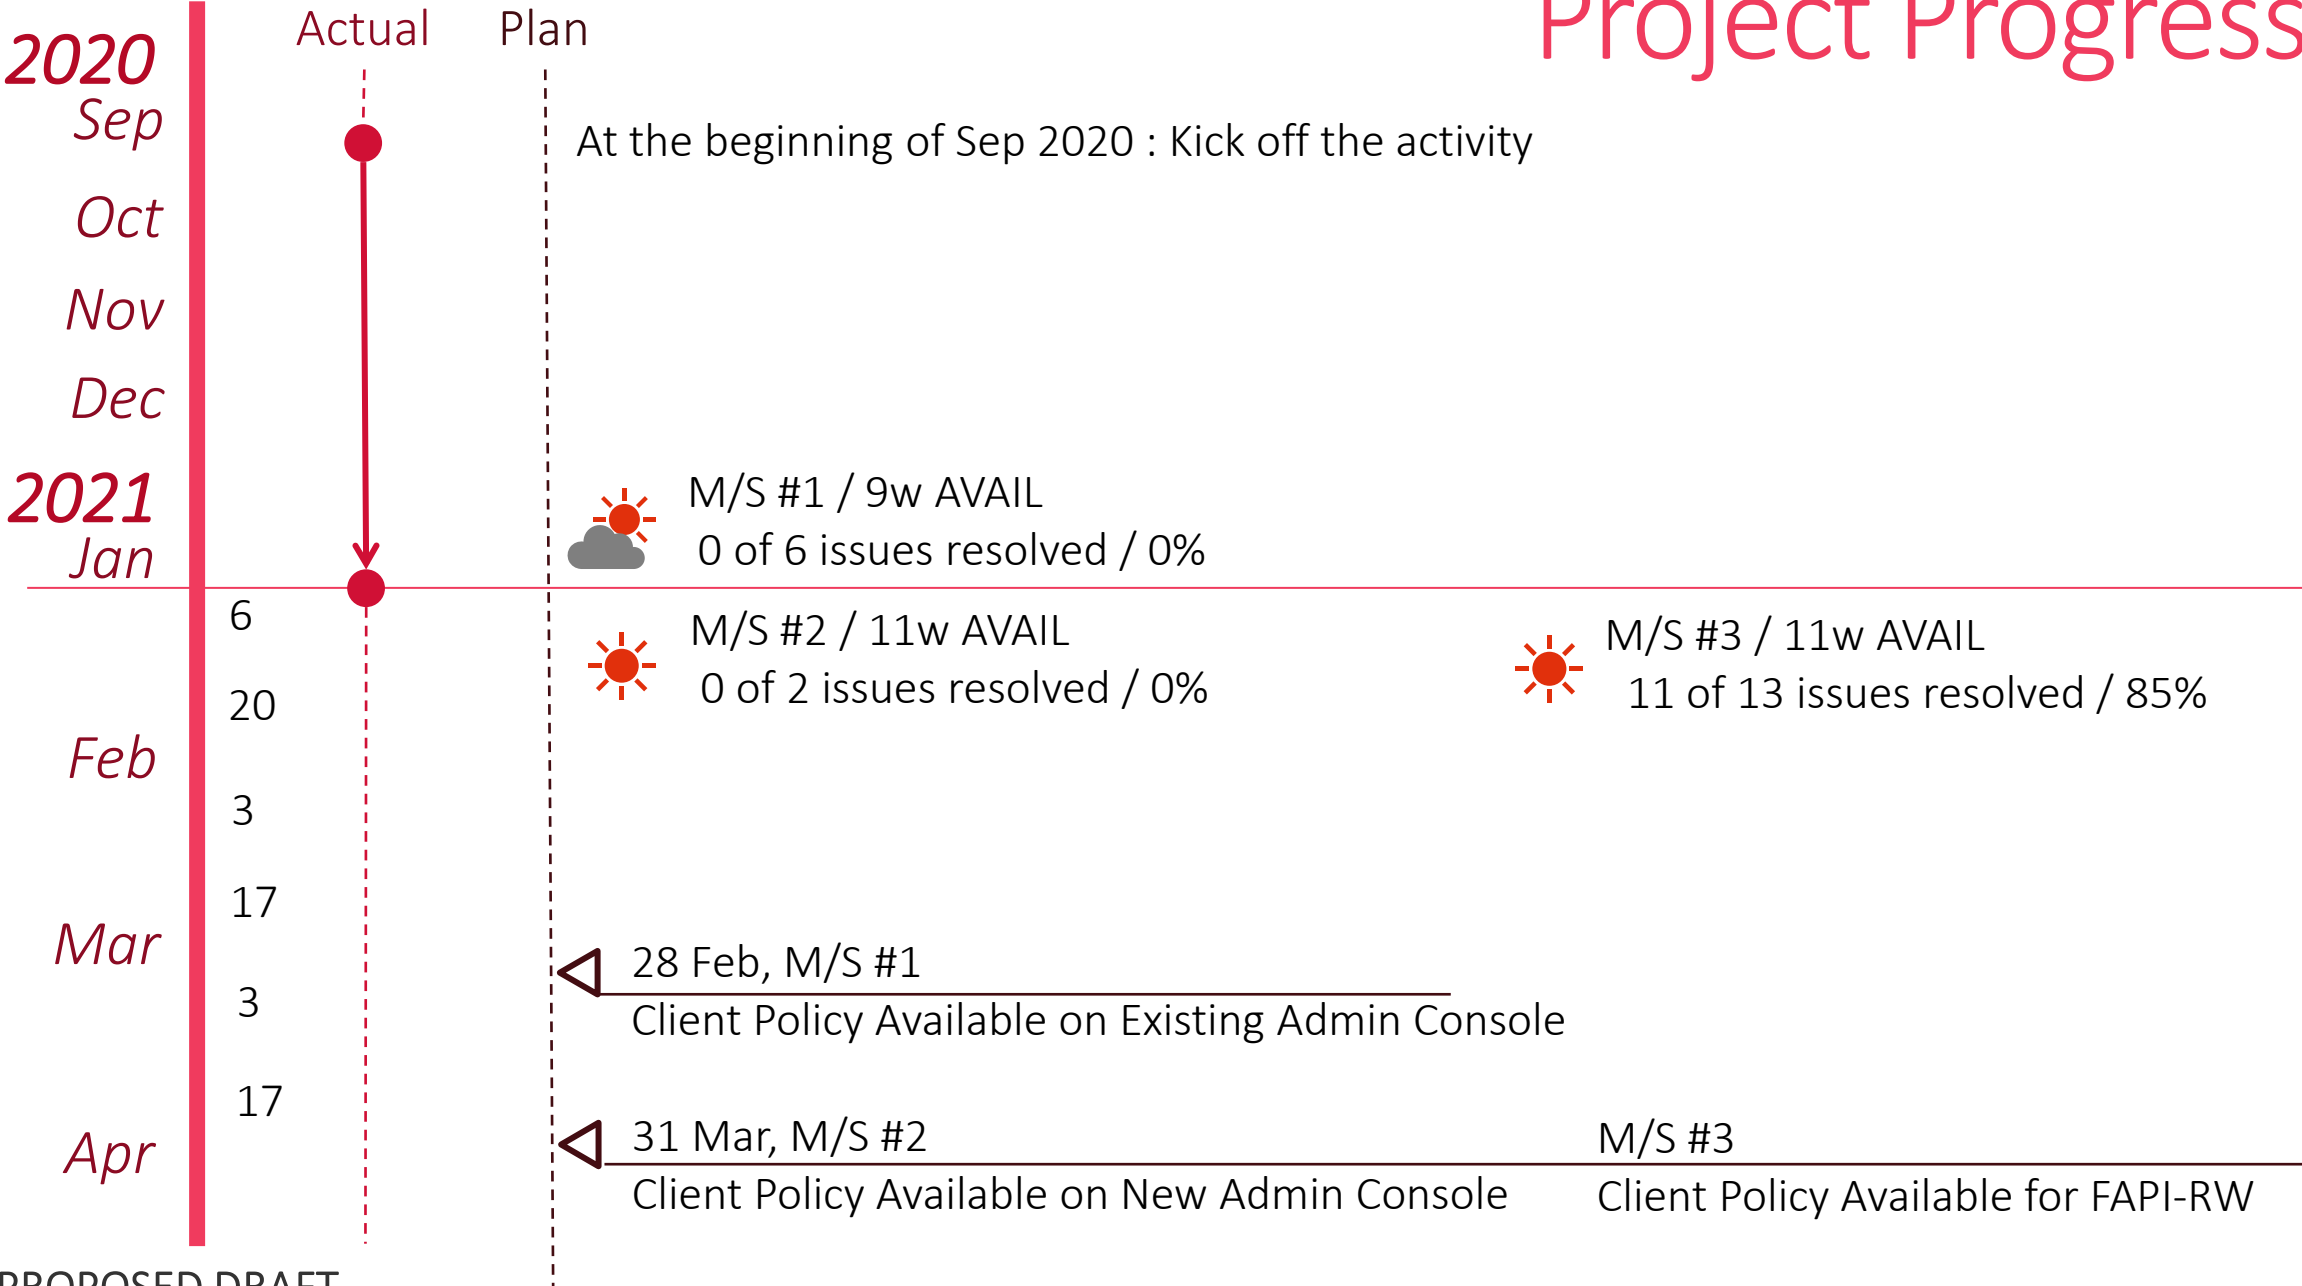 Project Progress
Actual
Plan
2020
Sep
At the beginning of Sep 2020 : Kick off the activity
Oct
Nov
Dec
2021
Jan
M/S #1 / 9w AVAIL
0 of 6 issues resolved / 0%
6
M/S #2 / 11w AVAIL
0 of 2 issues resolved / 0%
M/S #3 / 11w AVAIL
11 of 13 issues resolved / 85%
20
Feb
3
17
Mar
28 Feb, M/S #1
Client Policy Available on Existing Admin Console
3
17
Apr
31 Mar, M/S #2
Client Policy Available on New Admin Console
M/S #3
Client Policy Available for FAPI-RW
PROPOSED DRAFT